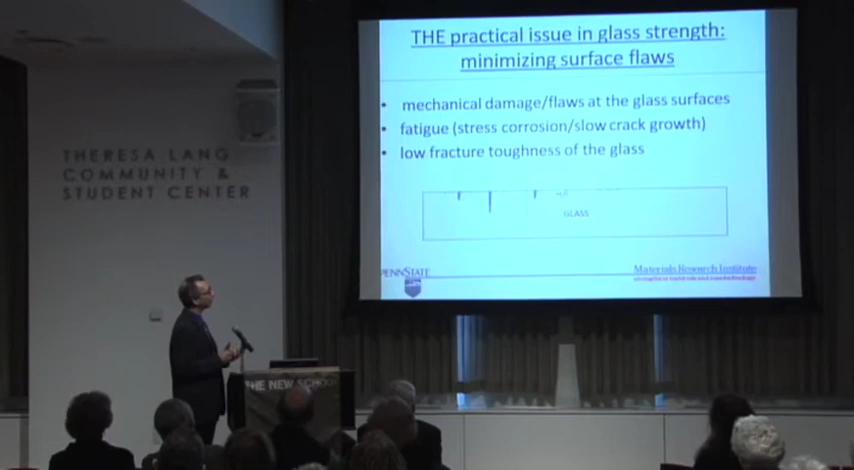 THE practical issue in glass strength:
minimizing surface flaws
• mechanical damage/flaws at the glass surfaces
• fatigue (stress corrosion/slow crack growth)
• low fracture toughness of the glass
GLASS
PENNSTATE
Materials Research Institute
THERESA LANG
COMMUNITY &
STUDENT CENTER
THE NEW SCHOOL